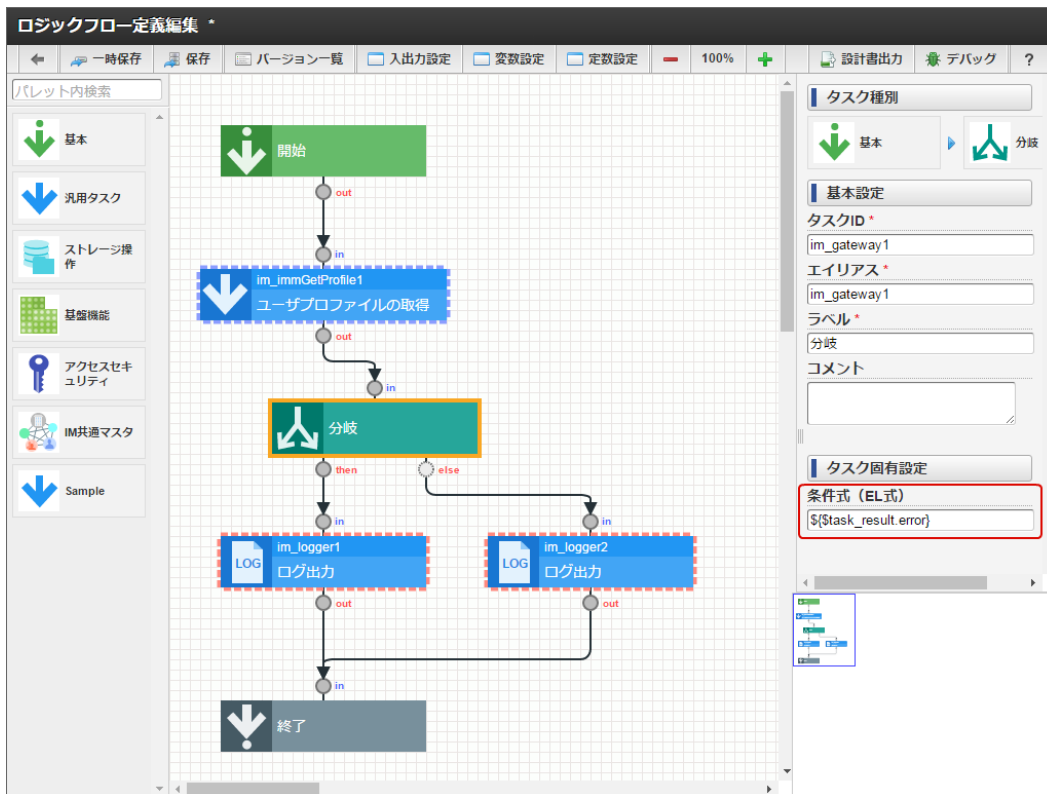 ロジックフロー定義編集 *
一時保存
保存
バージョン一覧
入出力設定
変数設定
定数設定
100%
設計書出力
デバッグ
?
パレット内検索
基本
汎用タスク
ストレージ操
作
基盤機能
アクセスセキ
ュリティ
IM共通マスタ
Sample
開始
out
in
im_immGetProfile1
ユーザプロファイルの取得
out
in
分岐
then
else
in
in
im_logger1
LOG
ログ出力
im_logger2
LOG
ログ出力
out
out
in
終了
タスク種別
基本
分岐
基本設定
タスクID *
im_gateway1
エイリアス *
im_gateway1
ラベル *
分岐
コメント
タスク固有設定
条件式（EL式）
${$task_result.error}